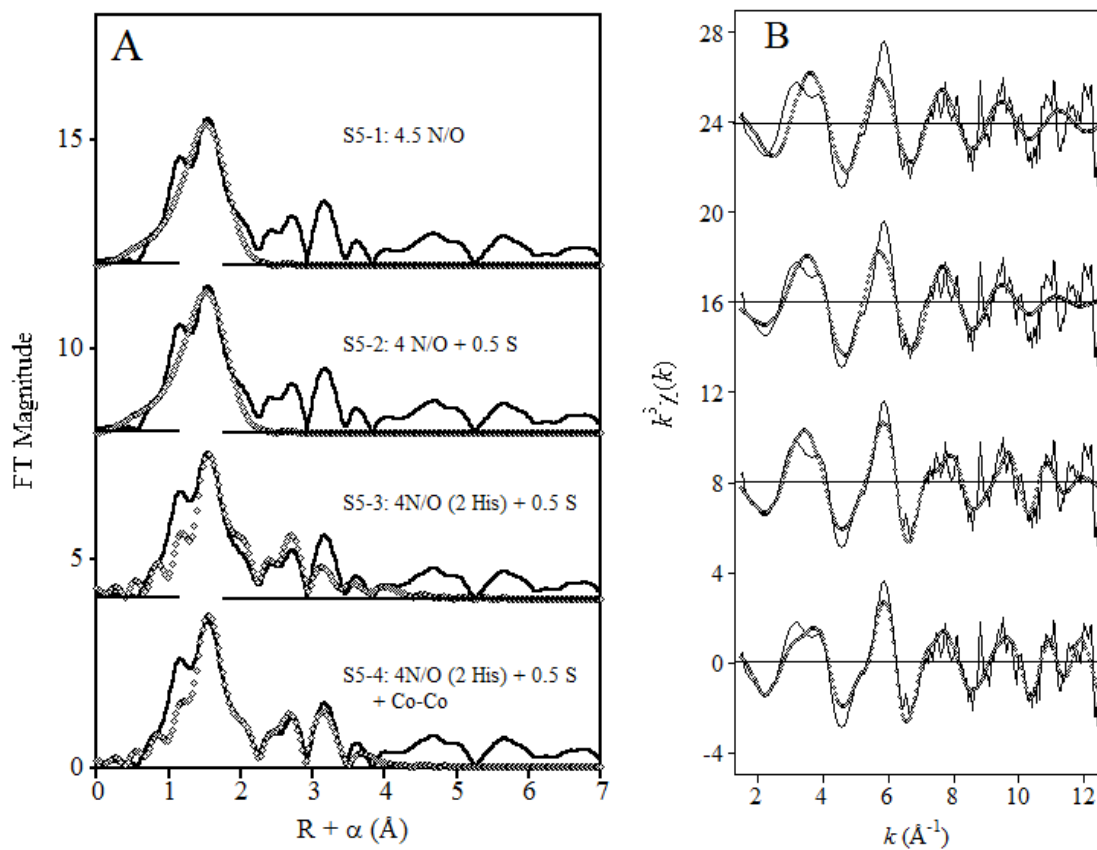 A
S5-1: 4.5 N/O
S5-2: 4 N/O + 0.5 S
S5-3: 4N/O (2 His) + 0.5 S
S5-4: 4N/O (2 His) + 0.5 S
+ Co-Co
15
10
5
0
FT Magnitude
0 1 2 3 4 5 6 7
R + α (Å)
B
28
24
20
16
12
8
4
0
-4
k³χ(k)
2 4 6 8 10 12
k (Å⁻¹)